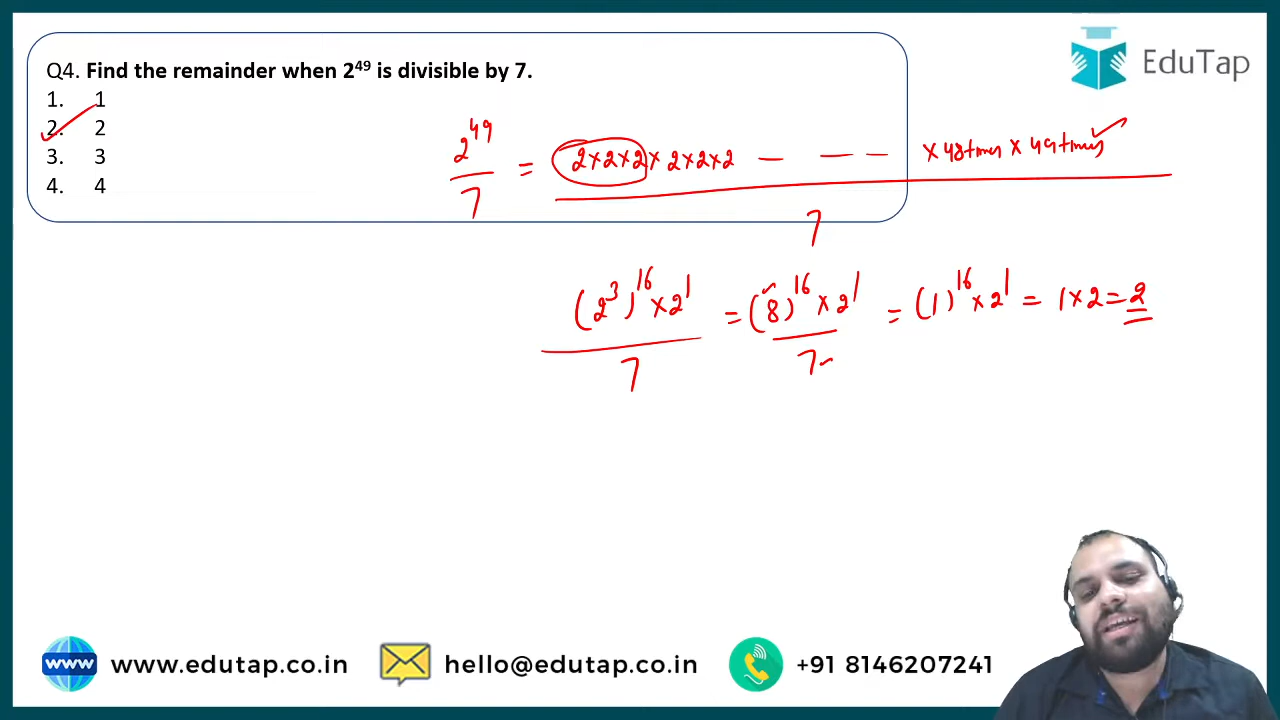 Q4. Find the remainder when 2⁴⁹ is divisible by 7.
EduTap
1. 1
2. 2
3. 3
4. 4
2⁴⁹/7 = 2×2×2×2×2×2 — — — × 48 times × 49 times / 7
(2³)¹⁶×2¹/7 = (8)¹⁶×2¹/7 = (1)¹⁶×2¹ = 1×2=2
www www.edutap.co.in hello@edutap.co.in +91 8146207241